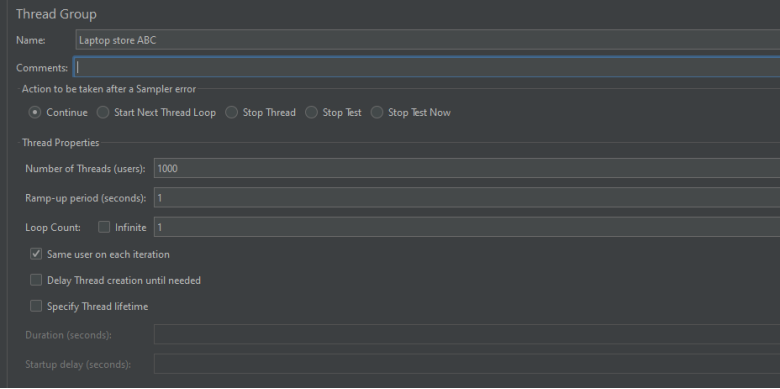 Thread Group
Name: Laptop store ABC
Comments:
Action to be taken after a Sampler error
Continue Start Next Thread Loop Stop Thread Stop Test Stop Test Now
Thread Properties
Number of Threads (users): 1000
Ramp-up period (seconds): 1
Loop Count: Infinite 1
Same user on each iteration
Delay Thread creation until needed
Specify Thread lifetime
Duration (seconds):
Startup delay (seconds):